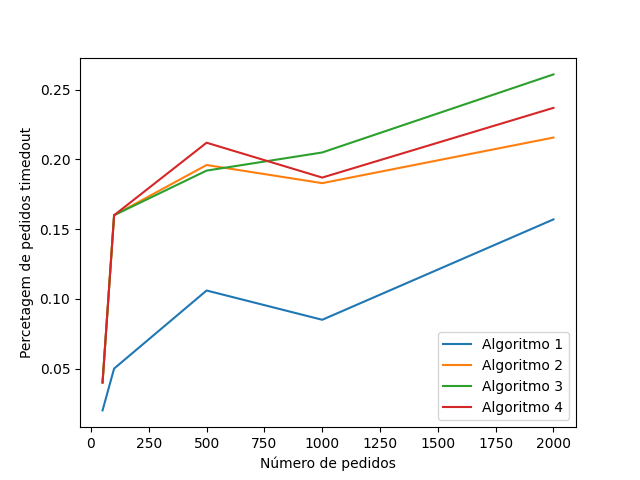 0.25
0.20
0.15
0.10
0.05
Percetagem de pedidos timedout
0 250 500 750 1000 1250 1500 1750 2000
Número de pedidos
Algoritmo 1
Algoritmo 2
Algoritmo 3
Algoritmo 4